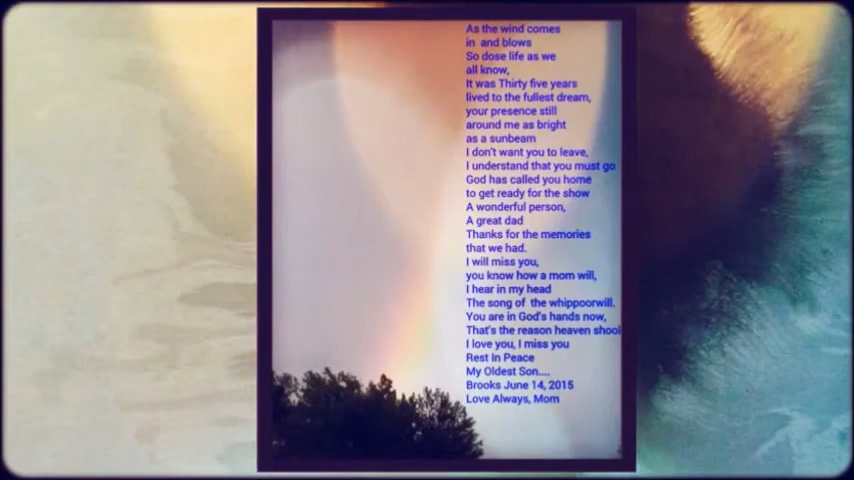 As the wind comes
in and blows
So dose life as we
all know,
It was Thirty five years
lived to the fullest dream,
your presence still
around me as bright
as a sunbeam
I don't want you to leave,
I understand that you must go
God has called you home
to get ready for the show
A wonderful person,
A great dad
Thanks for the memories
that we had.
I will miss you,
you know how a mom will,
I hear in my head
The song of the whippoorwill.
You are in God's hands now,
That's the reason heaven shook
I love you, I miss you
Rest In Peace
My Oldest Son....
Brooks June 14, 2015
Love Always, Mom